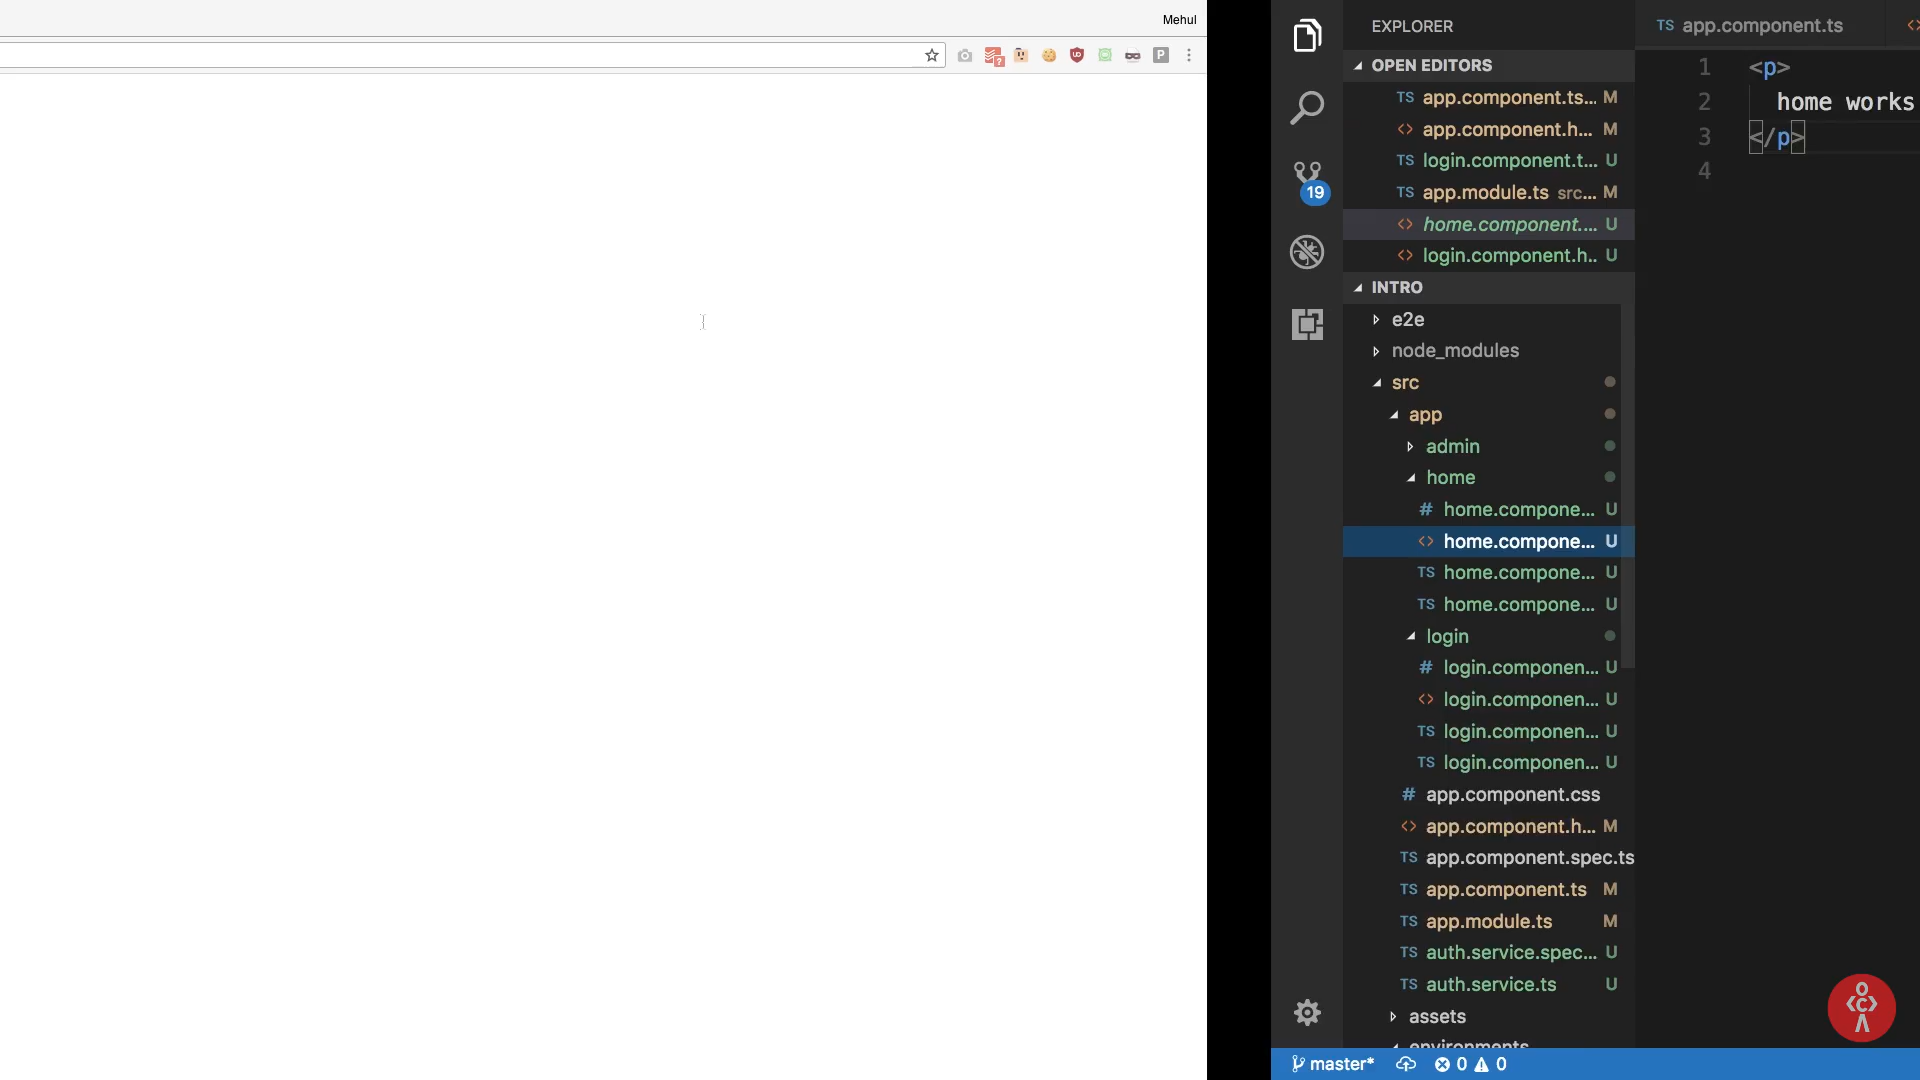 Mehul
EXPLORER
OPEN EDITORS
TS app.component.ts... M
<> app.component.h... M
TS login.component.t... U
TS app.module.ts src... M
<> home.component.... U
<> login.component.h.. U
INTRO
e2e
node_modules
src
app
admin
home
# home.compone... U
<> home.compone... U
TS home.compone... U
TS home.compone... U
login
# login.componen... U
<> login.componen... U
TS login.componen... U
TS login.componen... U
# app.component.css
<> app.component.h... M
TS app.component.spec.ts
TS app.component.ts M
TS app.module.ts M
TS auth.service.spec... U
TS auth.service.ts U
assets
environments
19
master* 0 0
TS app.component.ts <>
1 <p>
2 home works
3 </p>
4